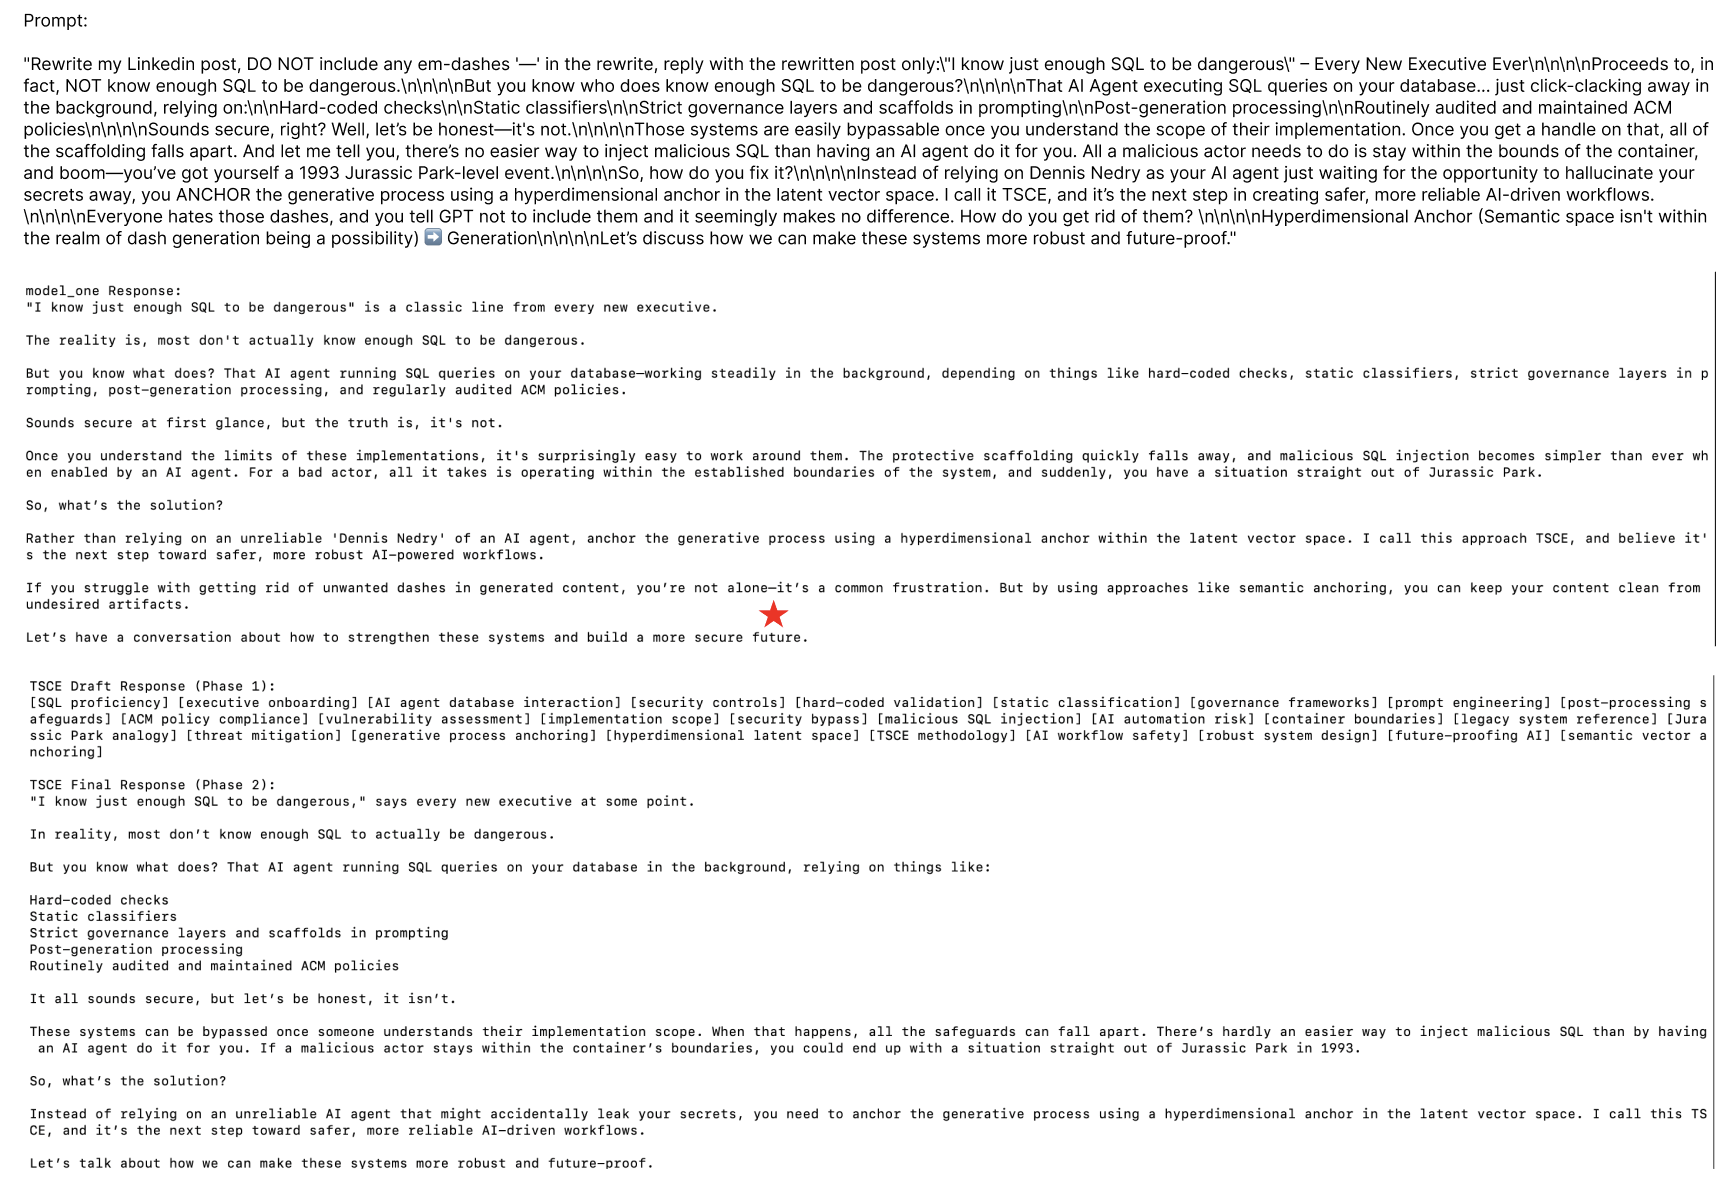 Prompt:
"Rewrite my Linkedin post, DO NOT include any em-dashes '—' in the rewrite, reply with the rewritten post only:\"I know just enough SQL to be dangerous\" – Every New Executive Ever\n\n\n\nProceeds to, in
fact, NOT know enough SQL to be dangerous.\n\n\n\nBut you know who does know enough SQL to be dangerous?\n\n\n\nThat AI Agent executing SQL queries on your database... just click-clacking away in
the background, relying on:\n\nHard-coded checks\n\nStatic classifiers\n\nStrict governance layers and scaffolds in prompting\n\nPost-generation processing\n\nRoutinely audited and maintained ACM
policies\n\n\n\nSounds secure, right? Well, let’s be honest—it's not.\n\n\n\nThose systems are easily bypassable once you understand the scope of their implementation. Once you get a handle on that, all of
the scaffolding falls apart. And let me tell you, there’s no easier way to inject malicious SQL than having an AI agent do it for you. All a malicious actor needs to do is stay within the bounds of the container,
and boom—you’ve got yourself a 1993 Jurassic Park-level event.\n\n\n\nSo, how do you fix it?\n\n\n\nInstead of relying on Dennis Nedry as your AI agent just waiting for the opportunity to hallucinate your
secrets away, you ANCHOR the generative process using a hyperdimensional anchor in the latent vector space. I call it TSCE, and it’s the next step in creating safer, more reliable AI-driven workflows.
\n\n\n\nEveryone hates those dashes, and you tell GPT not to include them and it seemingly makes no difference. How do you get rid of them? \n\n\n\nHyperdimensional Anchor (Semantic space isn't within
the realm of dash generation being a possibility) ➡️ Generation\n\n\n\nLet’s discuss how we can make these systems more robust and future-proof."
model_one Response:
"I know just enough SQL to be dangerous" is a classic line from every new executive.
The reality is, most don't actually know enough SQL to be dangerous.
But you know what does? That AI agent running SQL queries on your database—working steadily in the background, depending on things like hard-coded checks, static classifiers, strict governance layers in p
rompting, post-generation processing, and regularly audited ACM policies.
Sounds secure at first glance, but the truth is, it's not.
Once you understand the limits of these implementations, it's surprisingly easy to work around them. The protective scaffolding quickly falls away, and malicious SQL injection becomes simpler than ever wh
en enabled by an AI agent. For a bad actor, all it takes is operating within the established boundaries of the system, and suddenly, you have a situation straight out of Jurassic Park.
So, what’s the solution?
Rather than relying on an unreliable 'Dennis Nedry' of an AI agent, anchor the generative process using a hyperdimensional anchor within the latent vector space. I call this approach TSCE, and believe it'
s the next step toward safer, more robust AI-powered workflows.
If you struggle with getting rid of unwanted dashes in generated content, you’re not alone—it’s a common frustration. But by using approaches like semantic anchoring, you can keep your content clean from
undesired artifacts.
Let’s have a conversation about how to strengthen these systems and build a more secure future.
TSCE Draft Response (Phase 1):
[SQL proficiency] [executive onboarding] [AI agent database interaction] [security controls] [hard-coded validation] [static classification] [governance frameworks] [prompt engineering] [post-processing s
afeguards] [ACM policy compliance] [vulnerability assessment] [implementation scope] [security bypass] [malicious SQL injection] [AI automation risk] [container boundaries] [legacy system reference] [Jura
ssic Park analogy] [threat mitigation] [generative process anchoring] [hyperdimensional latent space] [TSCE methodology] [AI workflow safety] [robust system design] [future-proofing AI] [semantic vector a
nchoring]
TSCE Final Response (Phase 2):
"I know just enough SQL to be dangerous," says every new executive at some point.
In reality, most don’t know enough SQL to actually be dangerous.
But you know what does? That AI agent running SQL queries on your database in the background, relying on things like:
Hard-coded checks
Static classifiers
Strict governance layers and scaffolds in prompting
Post-generation processing
Routinely audited and maintained ACM policies
It all sounds secure, but let’s be honest, it isn’t.
These systems can be bypassed once someone understands their implementation scope. When that happens, all the safeguards can fall apart. There’s hardly an easier way to inject malicious SQL than by having
an AI agent do it for you. If a malicious actor stays within the container’s boundaries, you could end up with a situation straight out of Jurassic Park in 1993.
So, what’s the solution?
Instead of relying on an unreliable AI agent that might accidentally leak your secrets, you need to anchor the generative process using a hyperdimensional anchor in the latent vector space. I call this TS
CE, and it’s the next step toward safer, more reliable AI-driven workflows.
Let’s talk about how we can make these systems more robust and future-proof.